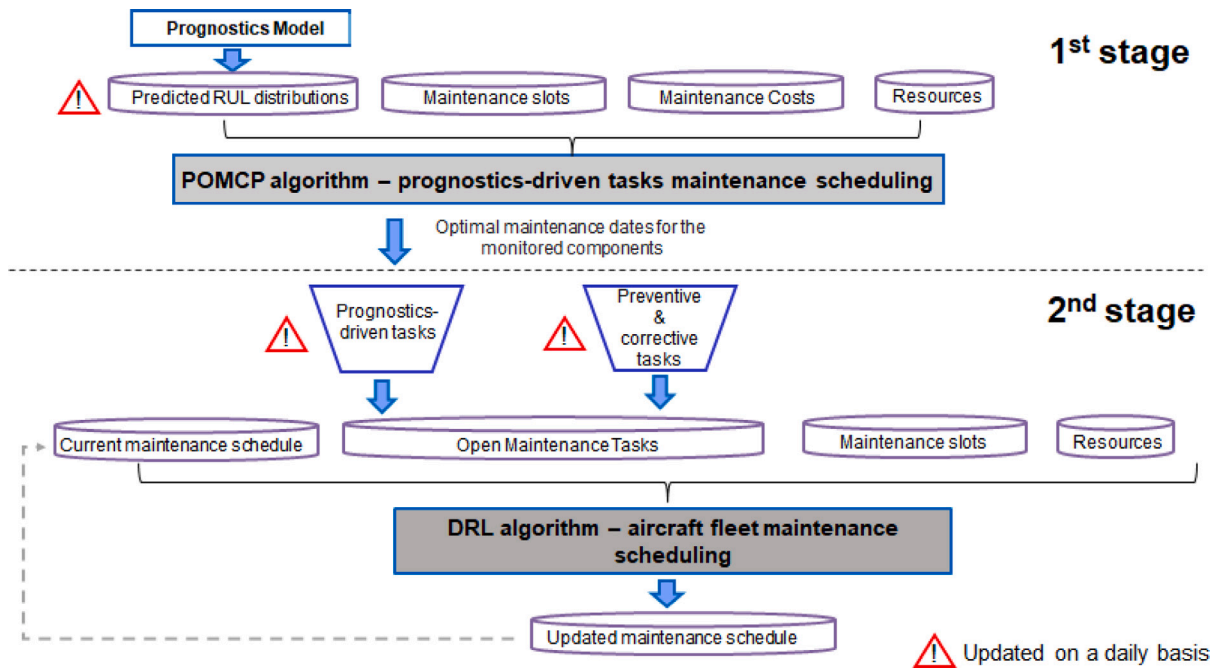 Prognostics Model
1st stage
! Predicted RUL distributions
Maintenance slots
Maintenance Costs
Resources
POMCP algorithm – prognostics-driven tasks maintenance scheduling
Optimal maintenance dates for the
monitored components
2nd stage
!
Prognostics-
driven tasks
!
Preventive
&
corrective
tasks
Current maintenance schedule
Open Maintenance Tasks
Maintenance slots
Resources
DRL algorithm – aircraft fleet maintenance
scheduling
Updated maintenance schedule
! Updated on a daily basis